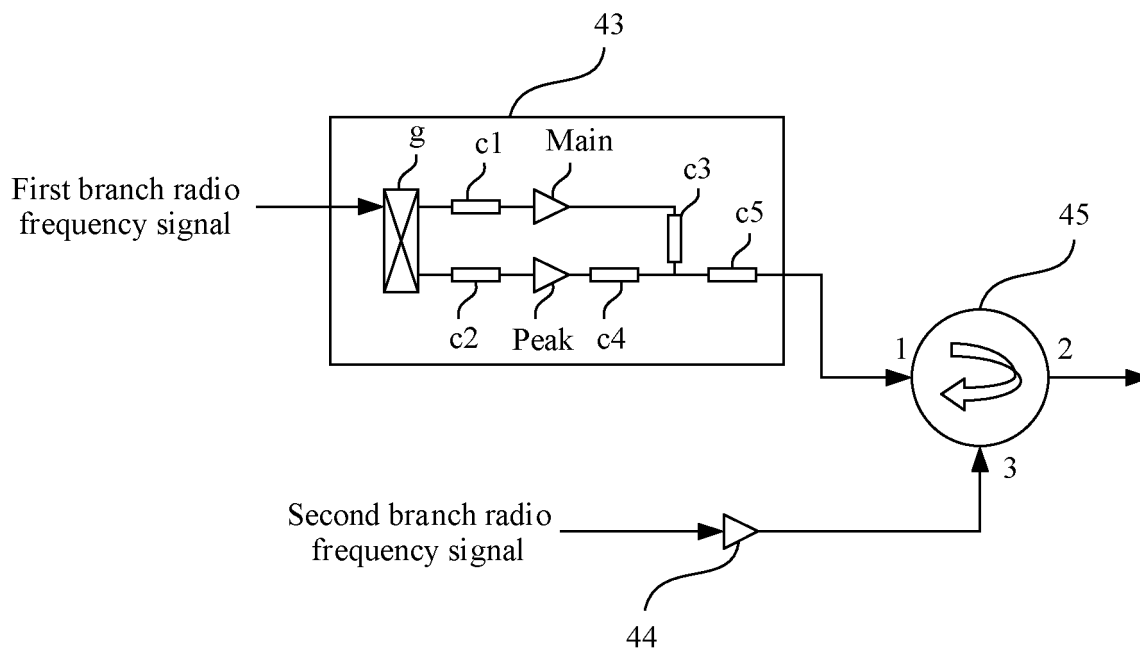 43
g
c1
Main
c3
c5
45
First branch radio
frequency signal
c2
Peak
c4
1
2
3
Second branch radio
frequency signal
44